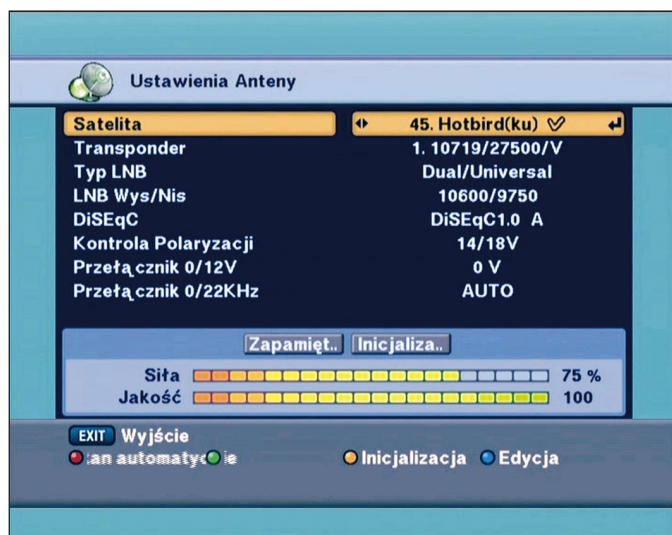 Ustawienia Anteny
Satelita 45. Hotbird(ku)
Transponder 1. 10719/27500/V
Typ LNB Dual/Universal
LNB Wys/Nis 10600/9750
DiSEqC DiSEqC1.0 A
Kontrola Polaryzacji 14/18V
Przełącznik 0/12V 0 V
Przełącznik 0/22KHz AUTO
Zapamięt.. Inicjaliza..
Siła 75 %
Jakość 100
EXIT Wyjście
Inicjalizacja Edycja